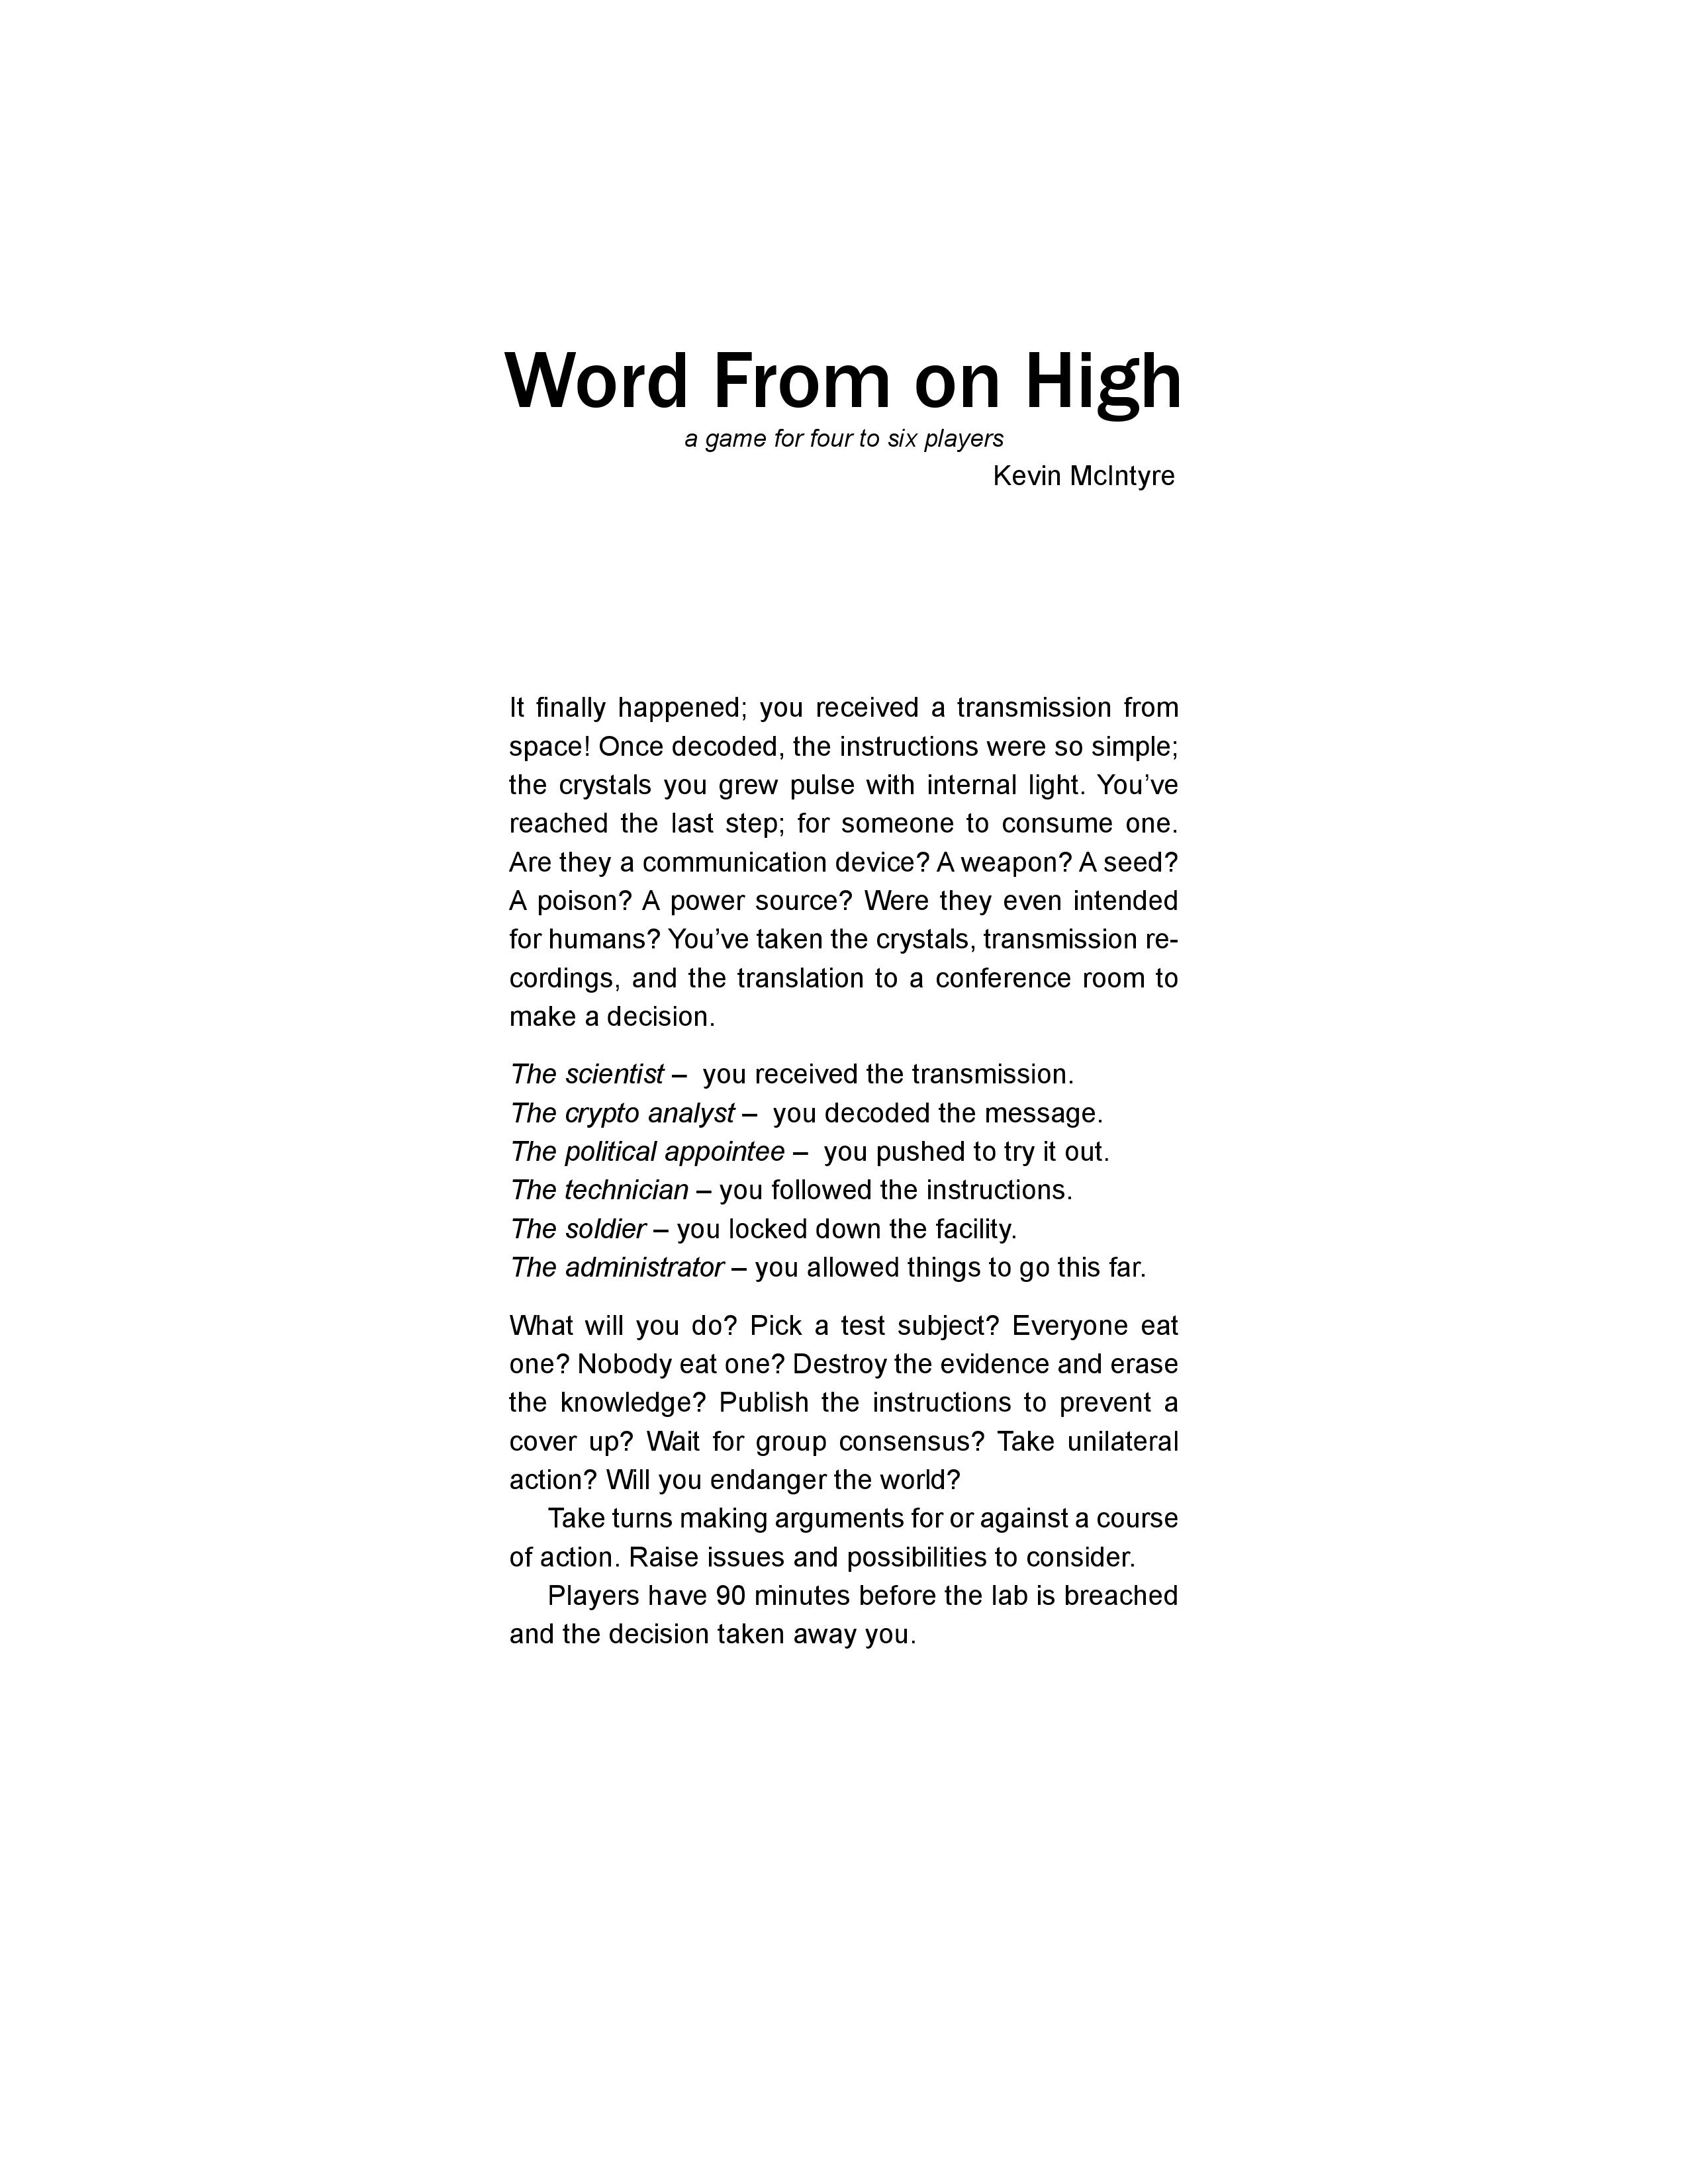 Word From on High
a game for four to six players
Kevin McIntyre
It finally happened; you received a transmission from
space! Once decoded, the instructions were so simple;
the crystals you grew pulse with internal light. You’ve
reached the last step; for someone to consume one.
Are they a communication device? A weapon? A seed?
A poison? A power source? Were they even intended
for humans? You’ve taken the crystals, transmission re-
cordings, and the translation to a conference room to
make a decision.
The scientist –  you received the transmission.
The crypto analyst –  you decoded the message.
The political appointee –  you pushed to try it out.
The technician – you followed the instructions.
The soldier – you locked down the facility.
The administrator – you allowed things to go this far.
What will you do? Pick a test subject? Everyone eat
one? Nobody eat one? Destroy the evidence and erase
the knowledge? Publish the instructions to prevent a
cover up? Wait for group consensus? Take unilateral
action? Will you endanger the world?
Take turns making arguments for or against a course
of action. Raise issues and possibilities to consider.
Players have 90 minutes before the lab is breached
and the decision taken away you.